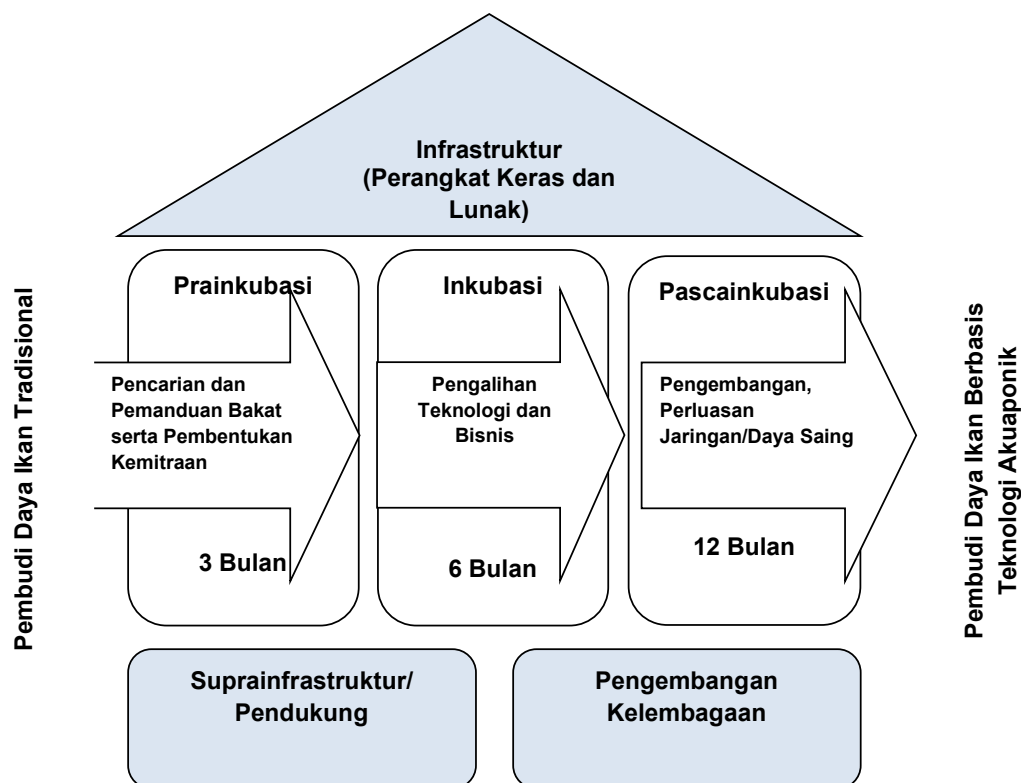 Infrastruktur
(Perangkat Keras dan
Lunak)
Pembudi Daya Ikan Tradisional
Prainkubasi
Pencarian dan
Pemanduan Bakat
serta Pembentukan
Kemitraan
3 Bulan
Inkubasi
Pengalihan
Teknologi dan
Bisnis
6 Bulan
Pascainkubasi
Pengembangan,
Perluasan
Jaringan/Daya Saing
12 Bulan
Pembudi Daya Ikan Berbasis
Teknologi Akuaponik
Suprainfrastruktur/
Pendukung
Pengembangan
Kelembagaan